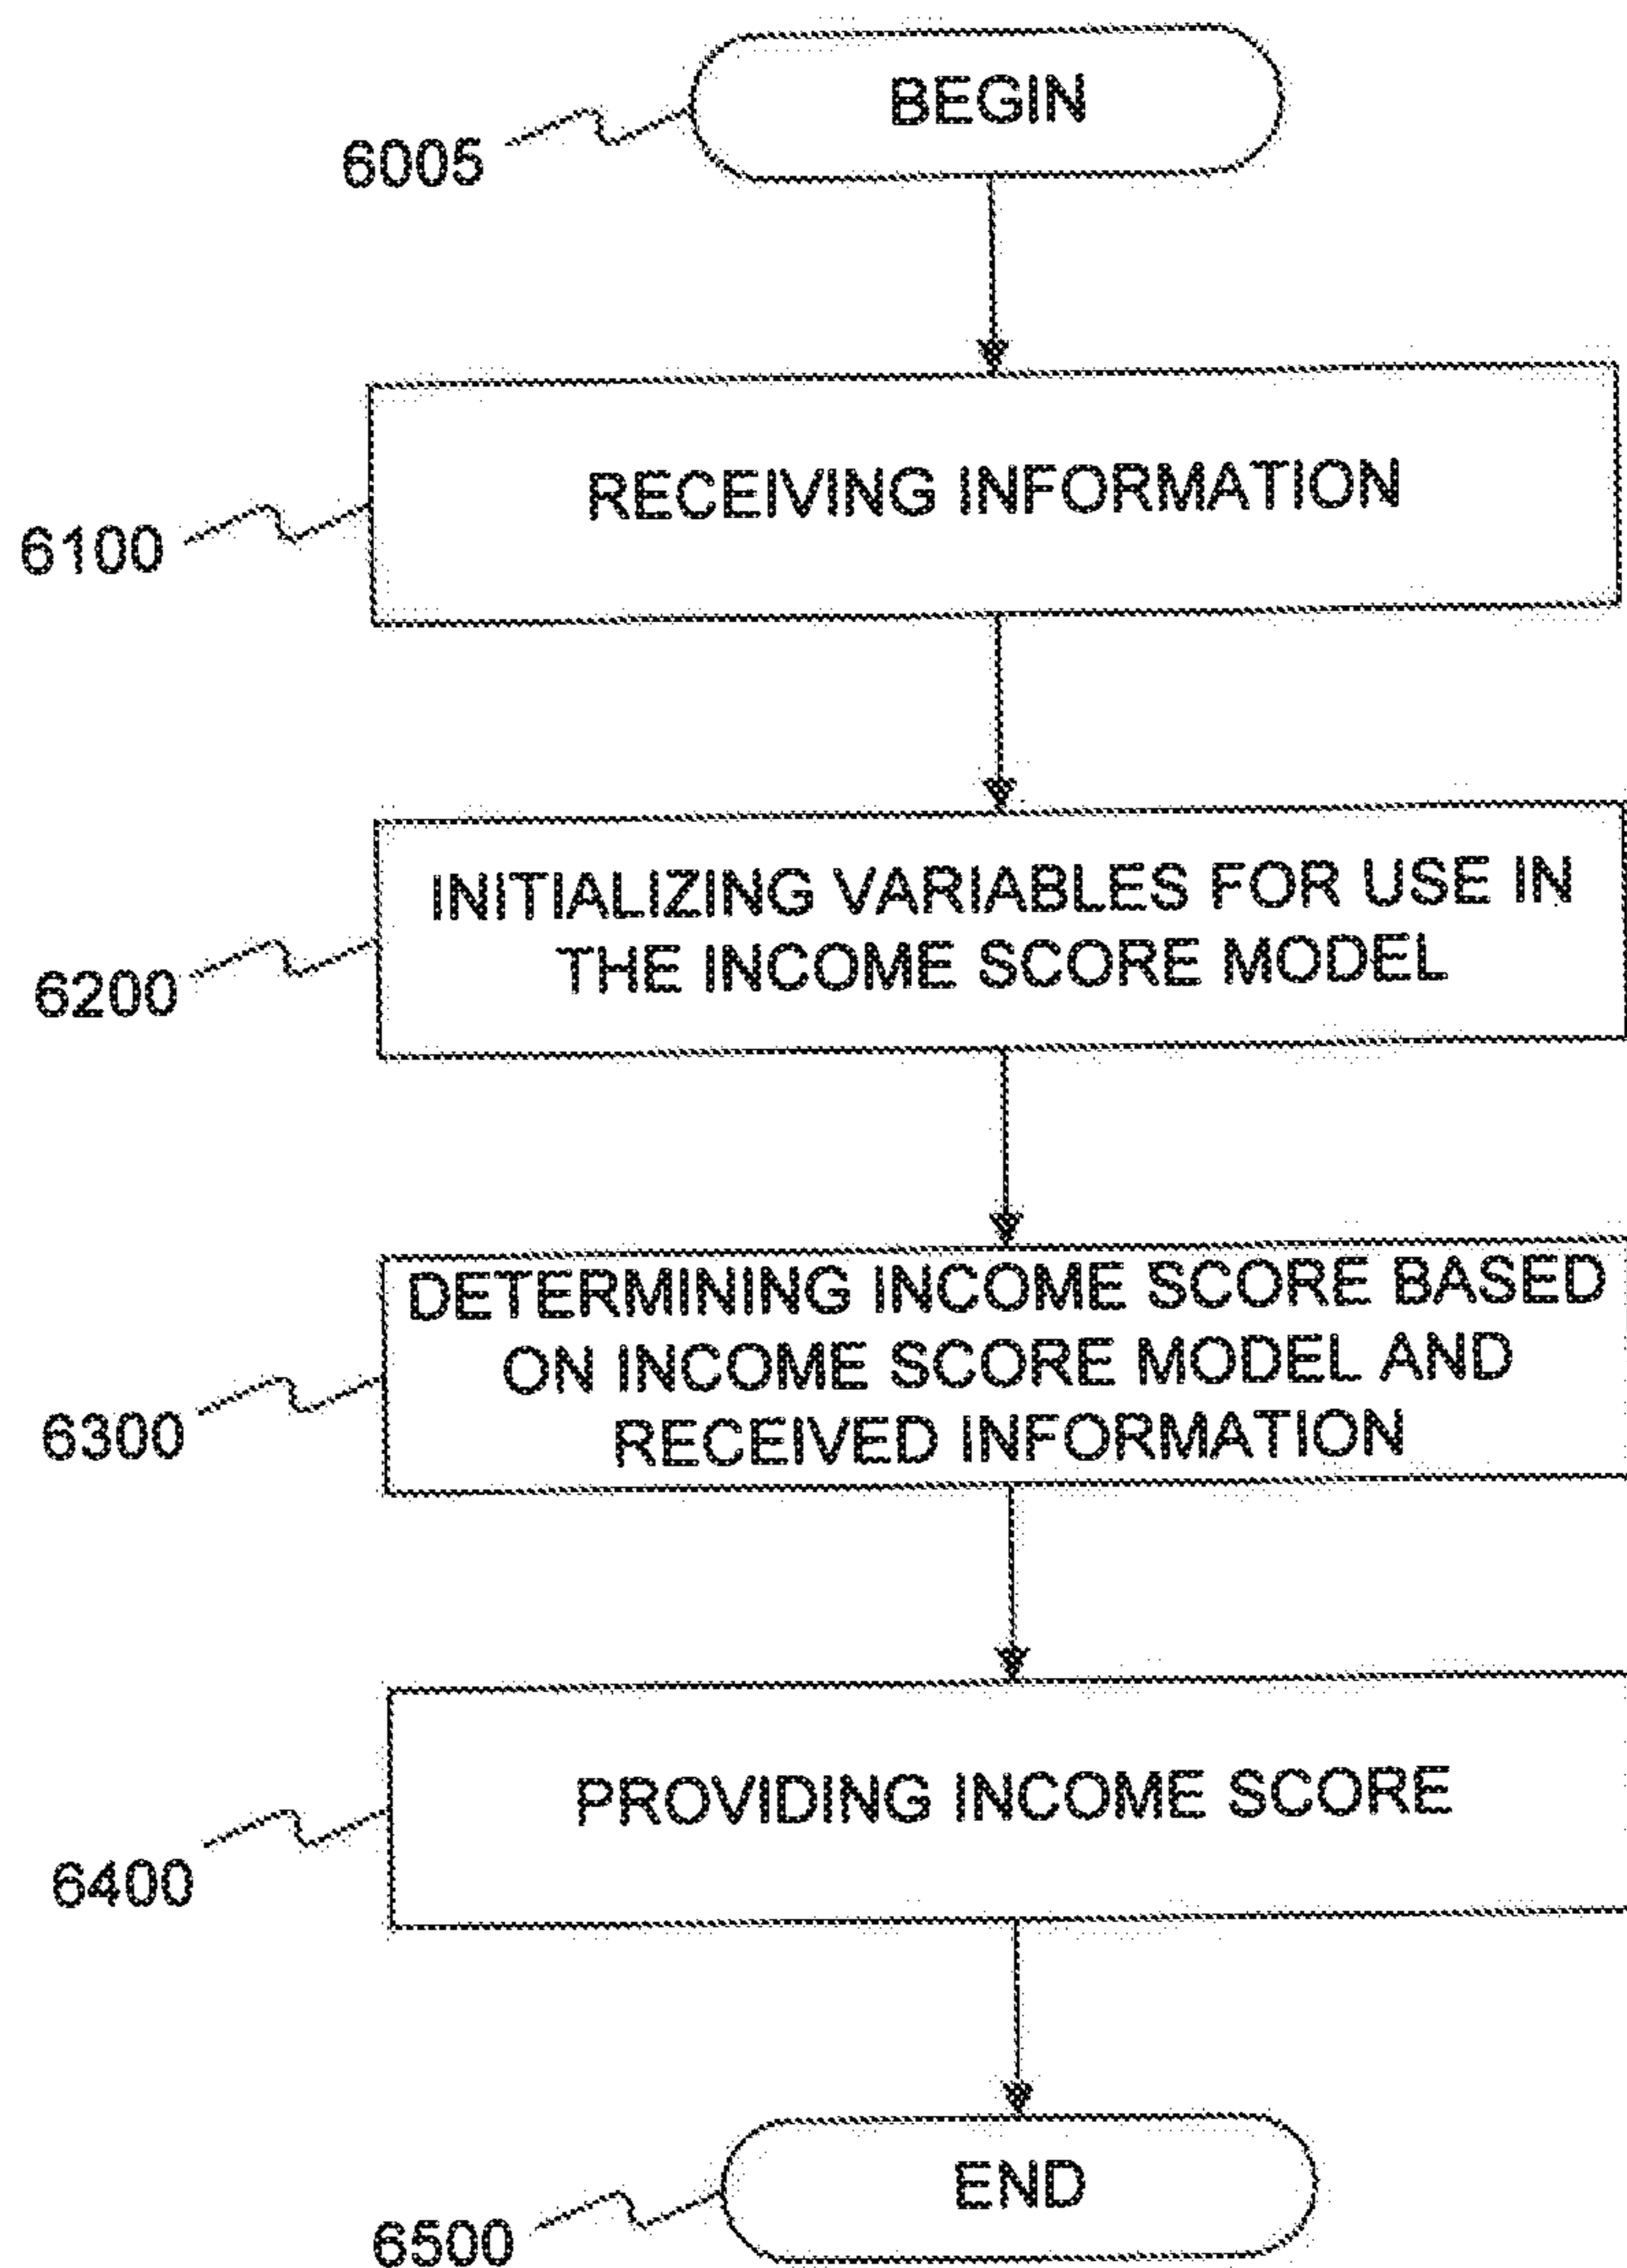 BEGIN
6005
RECEIVING INFORMATION
6100
INITIALIZING VARIABLES FOR USE IN
THE INCOME SCORE MODEL
6200
DETERMINING INCOME SCORE BASED
ON INCOME SCORE MODEL AND
RECEIVED INFORMATION
6300
PROVIDING INCOME SCORE
6400
END
6500